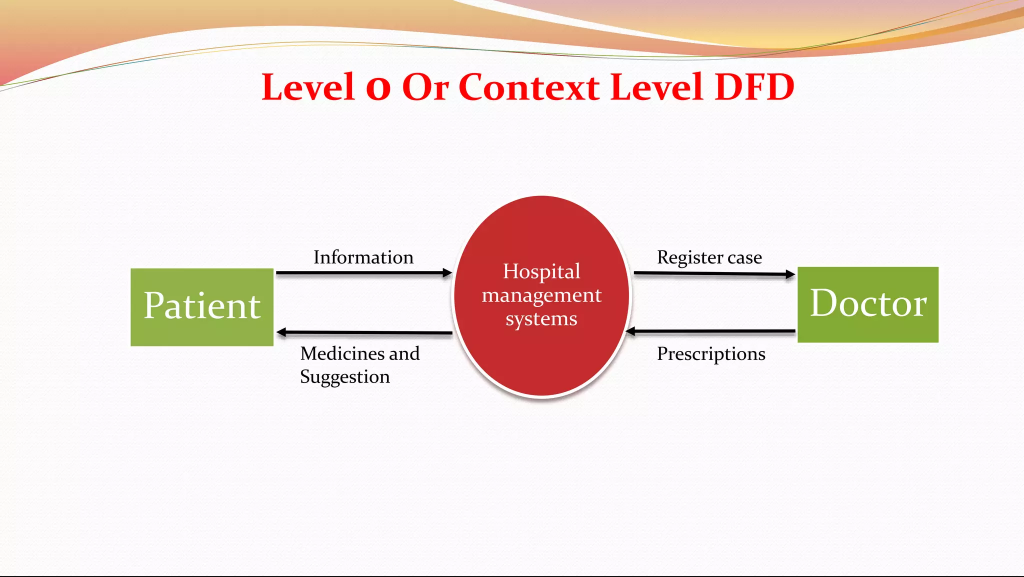 Level 0 Or Context Level DFD
Information
Register case
Patient
Hospital
management
systems
Doctor
Medicines and
Suggestion
Prescriptions